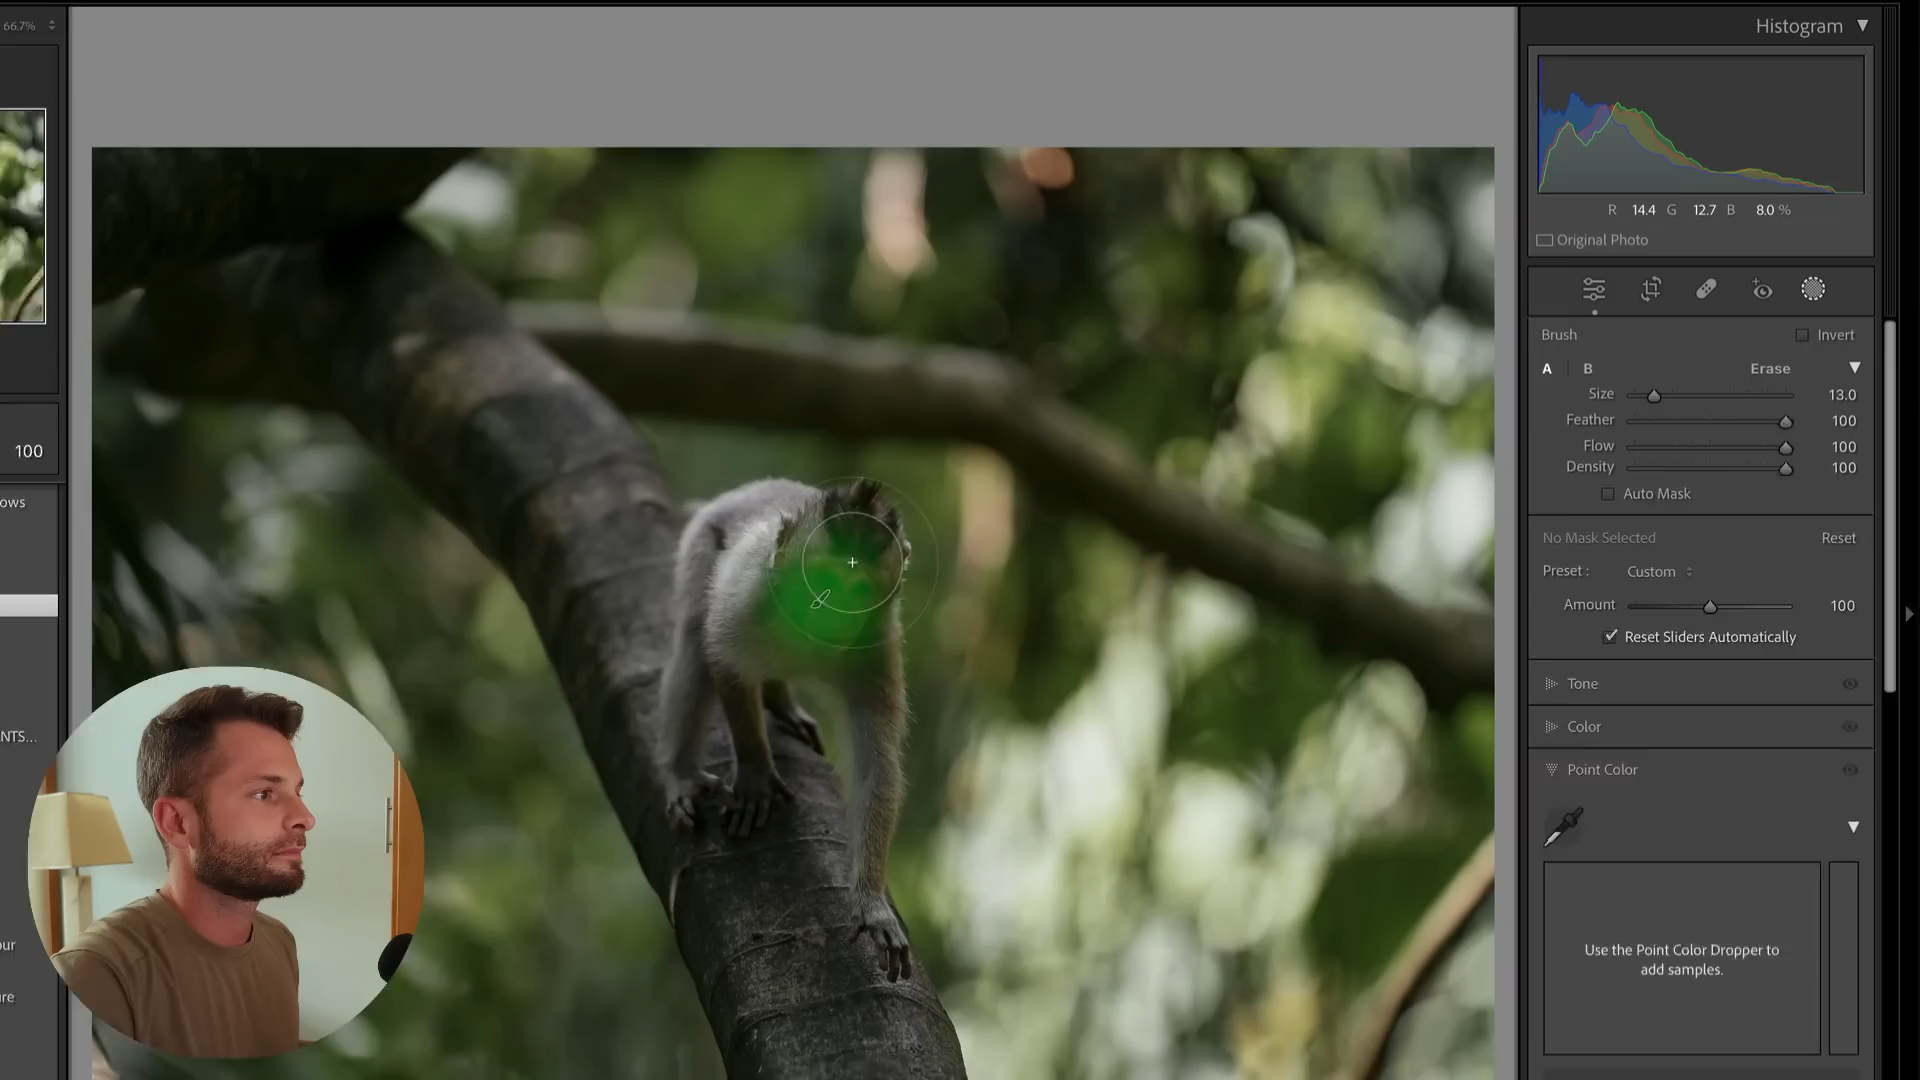 66.7%
Histogram
R 14.4 G 12.7 B 8.0 %
Original Photo
Brush
Invert
A B Erase
Size 13.0
Feather 100
Flow 100
Density 100
Auto Mask
No Mask Selected Reset
Preset : Custom
Amount 100
Reset Sliders Automatically
Tone
Color
Point Color
Use the Point Color Dropper to
add samples.
100
ows
NTS...
our
ure